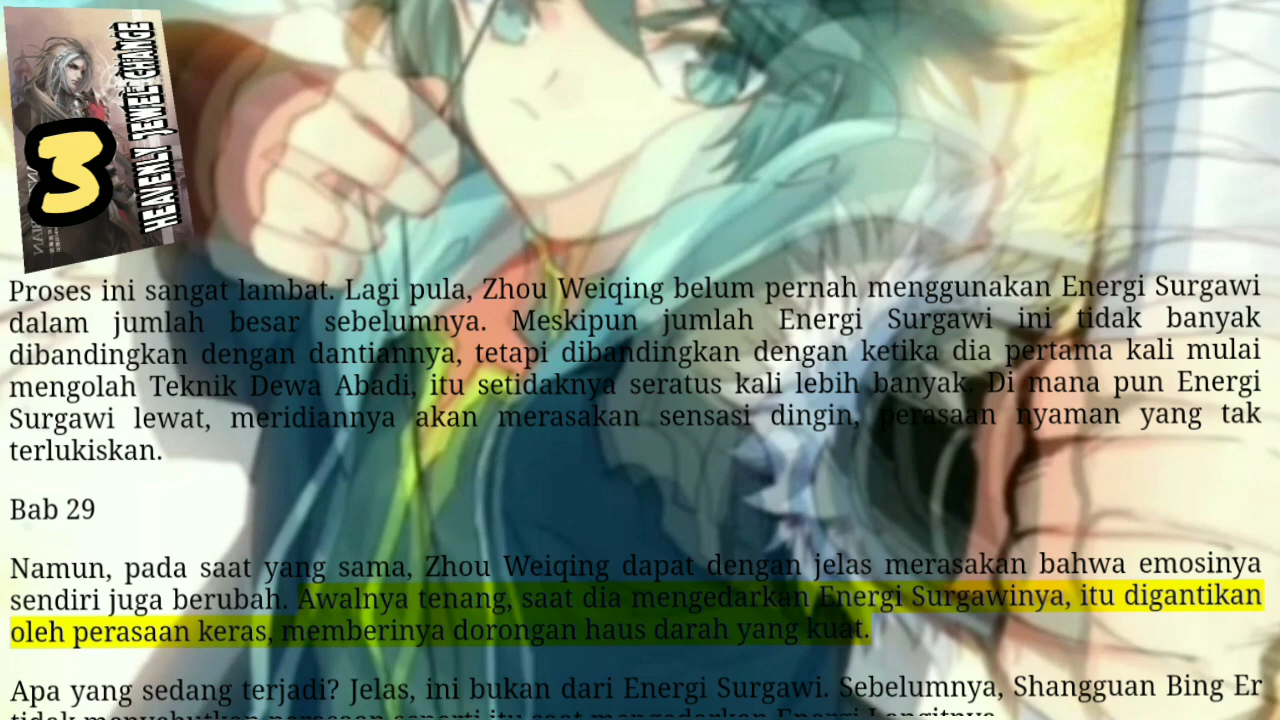 HEAVENLY JEWEL CHANGE
3
Proses ini sangat lambat. Lagi pula, Zhou Weiqing belum pernah menggunakan Energi Surgawi
dalam jumlah besar sebelumnya. Meskipun jumlah Energi Surgawi ini tidak banyak
dibandingkan dengan dantiannya, tetapi dibandingkan dengan ketika dia pertama kali mulai
mengolah Teknik Dewa Abadi, itu setidaknya seratus kali lebih banyak. Di mana pun Energi
Surgawi lewat, meridiannya akan merasakan sensasi dingin, perasaan nyaman yang tak
terlukiskan.
Bab 29
Namun, pada saat yang sama, Zhou Weiqing dapat dengan jelas merasakan bahwa emosinya
sendiri juga berubah. Awalnya tenang, saat dia mengedarkan Energi Surgawinya, itu digantikan
oleh perasaan keras, memberinya dorongan haus darah yang kuat.
Apa yang sedang terjadi? Jelas, ini bukan dari Energi Surgawi. Sebelumnya, Shangguan Bing Er